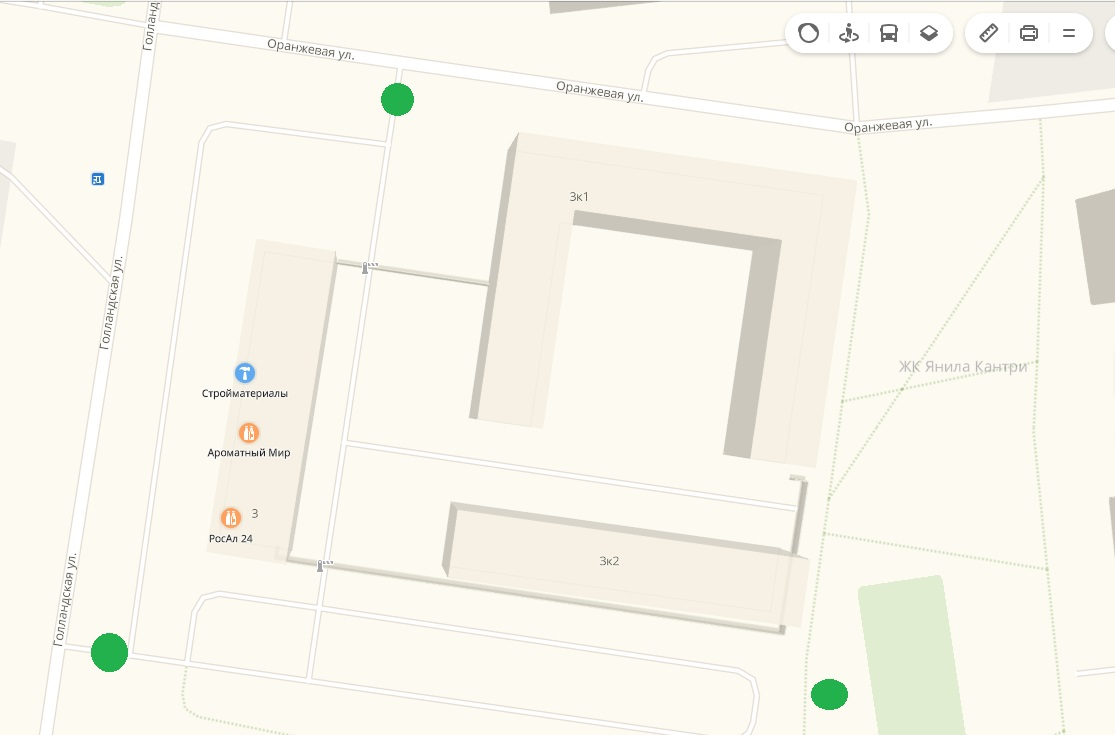 Голланд
Оранжевая ул.
Оранжевая ул.
Оранжевая ул.
3к1
Голландская ул.
ЖК Янила Кантри
Стройматериалы
Ароматный Мир
3
РосАл 24
3к2
Голландская ул.